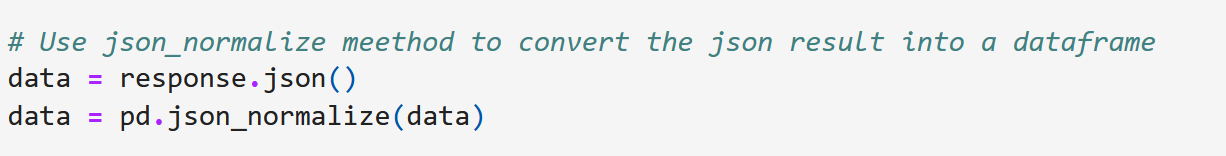 # Use json_normalize meethod to convert the json result into a dataframe
data = response.json()
data = pd.json_normalize(data)